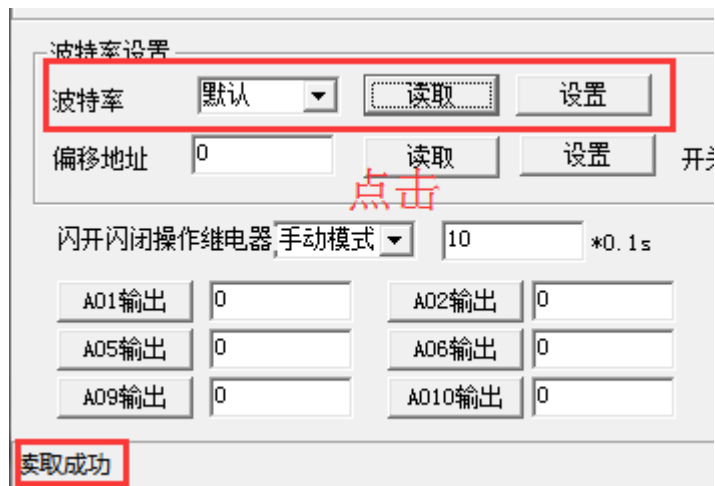 波特率设置
波特率 默认 读取 设置
偏移地址 0 读取 设置
点击
闪开闪闭操作继电器 手动模式 10 *0.1s
A01输出 0 A02输出 0
A05输出 0 A06输出 0
A09输出 0 A010输出 0
读取成功